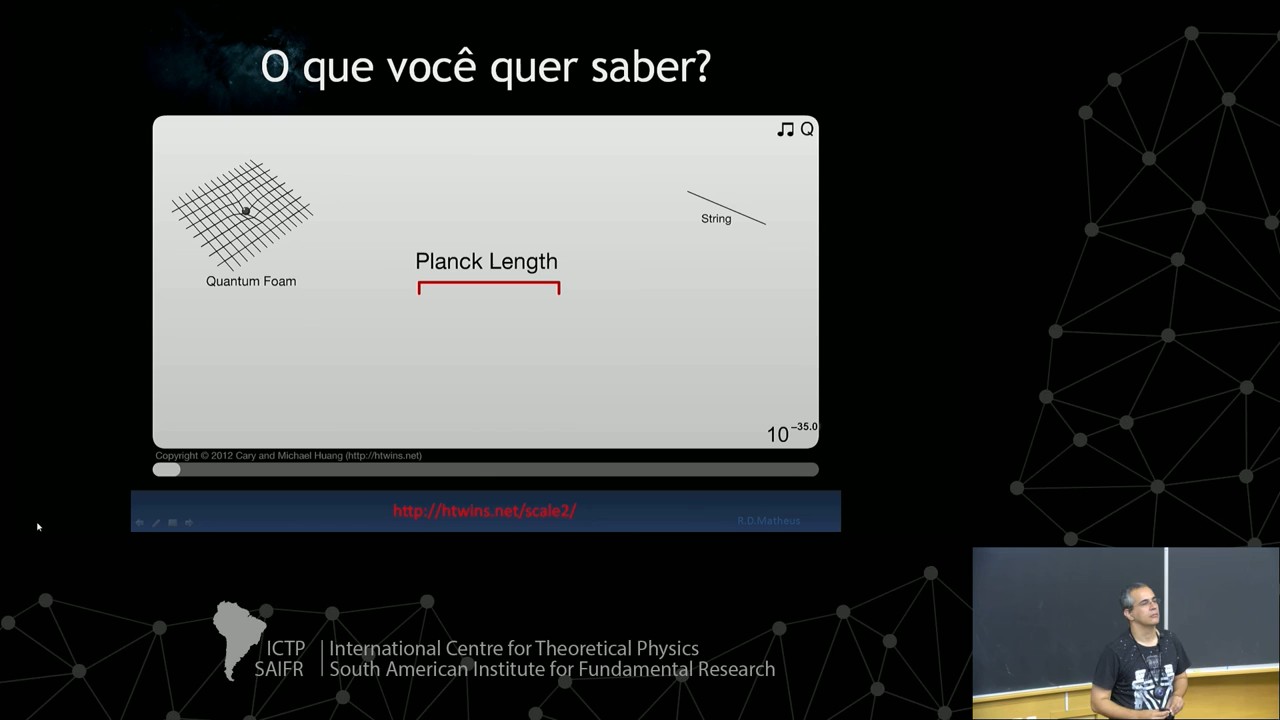 O que você quer saber?
Q
Quantum Foam
String
Planck Length
10^−35.0
Copyright © 2012 Cary and Michael Huang (http://htwins.net)
http://htwins.net/scale2/
R.D.Matheus
ICTP
SAIFR
International Centre for Theoretical Physics
South American Institute for Fundamental Research